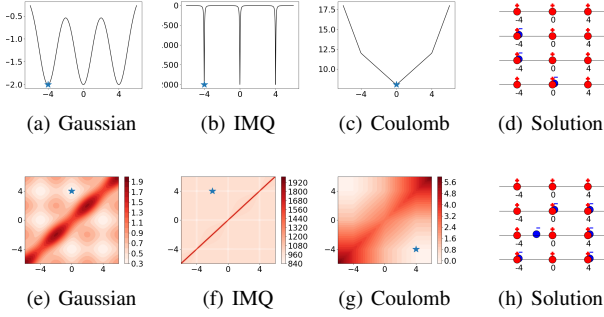 −0.5
−1.0
−1.5
−2.0
−4 0 4
(a) Gaussian
0
500
000
500
000
−4 0 4
(b) IMQ
17.5
15.0
12.5
10.0
−4 0 4
(c) Coulomb
−4 0 4
−4 0 4
−4 0 4
−4 0 4
(d) Solution
4
0
−4
−4 0 4
1.9
1.7
1.5
1.3
1.1
0.9
0.7
0.5
0.3
(e) Gaussian
4
0
−4
−4 0 4
1920
1800
1680
1560
1440
1320
1200
1080
960
840
(f) IMQ
4
0
−4
−4 0 4
5.6
4.8
4.0
3.2
2.4
1.6
0.8
0.0
(g) Coulomb
−4 0 4
−4 0 4
−4 0 4
−4 0 4
(h) Solution